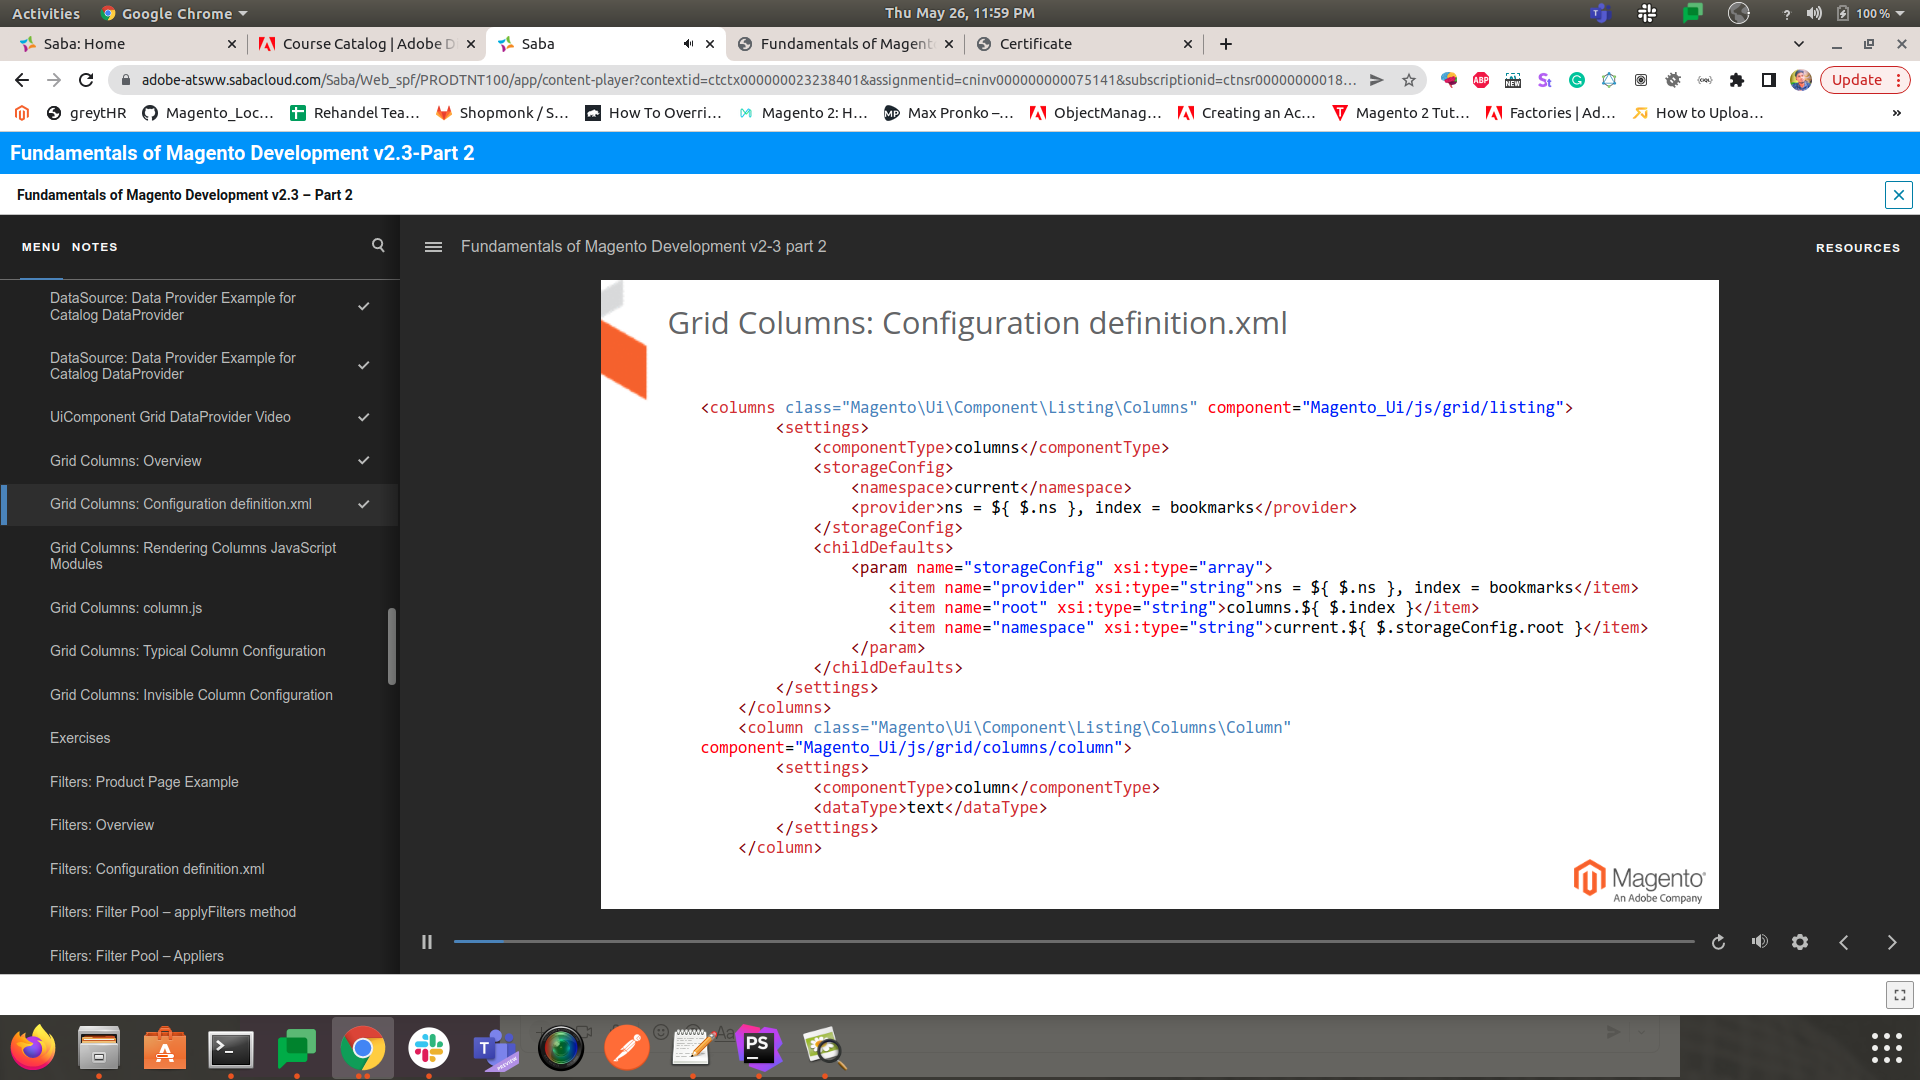 Activities Google Chrome Thu May 26, 11:59 PM ? 100 %
Saba: Home Course Catalog | Adobe D Saba Fundamentals of Magent Certificate
adobe-atsww.sabacloud.com/Saba/Web_spf/PRODTNT100/app/content-player?contextid=ctctx000000023238401&assignmentid=cninv000000000075141&subscriptionid=ctnsr00000000018... ABP NEW St Update
greytHR Magento_Loc... Rehandel Tea... Shopmonk / S... How To Overri... Magento 2: H... Max Pronko –... ObjectManag... Creating an Ac... Magento 2 Tut... Factories | Ad... How to Uploa... »
Fundamentals of Magento Development v2.3-Part 2
Fundamentals of Magento Development v2.3 – Part 2
MENU NOTES
Fundamentals of Magento Development v2-3 part 2
RESOURCES
DataSource: Data Provider Example for
Catalog DataProvider
DataSource: Data Provider Example for
Catalog DataProvider
UiComponent Grid DataProvider Video
Grid Columns: Overview
Grid Columns: Configuration definition.xml
Grid Columns: Rendering Columns JavaScript
Modules
Grid Columns: column.js
Grid Columns: Typical Column Configuration
Grid Columns: Invisible Column Configuration
Exercises
Filters: Product Page Example
Filters: Overview
Filters: Configuration definition.xml
Filters: Filter Pool – applyFilters method
Filters: Filter Pool – Appliers
Grid Columns: Configuration definition.xml
<columns class="Magento\Ui\Component\Listing\Columns" component="Magento_Ui/js/grid/listing">
<settings>
<componentType>columns</componentType>
<storageConfig>
<namespace>current</namespace>
<provider>ns = ${ $.ns }, index = bookmarks</provider>
</storageConfig>
<childDefaults>
<param name="storageConfig" xsi:type="array">
<item name="provider" xsi:type="string">ns = ${ $.ns }, index = bookmarks</item>
<item name="root" xsi:type="string">columns.${ $.index }</item>
<item name="namespace" xsi:type="string">current.${ $.storageConfig.root }</item>
</param>
</childDefaults>
</settings>
</columns>
<column class="Magento\Ui\Component\Listing\Columns\Column"
component="Magento_Ui/js/grid/columns/column">
<settings>
<componentType>column</componentType>
<dataType>text</dataType>
</settings>
</column>
Magento
An Adobe Company
PS